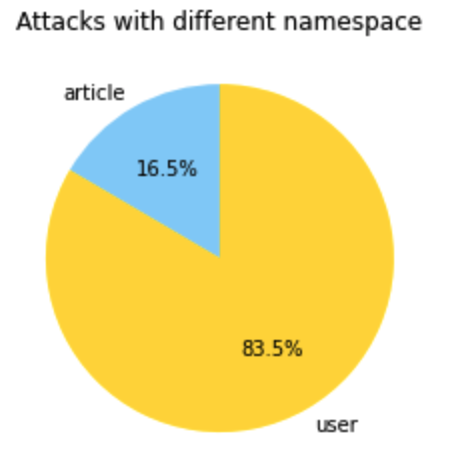 Attacks with different namespace
article
16.5%
83.5%
user